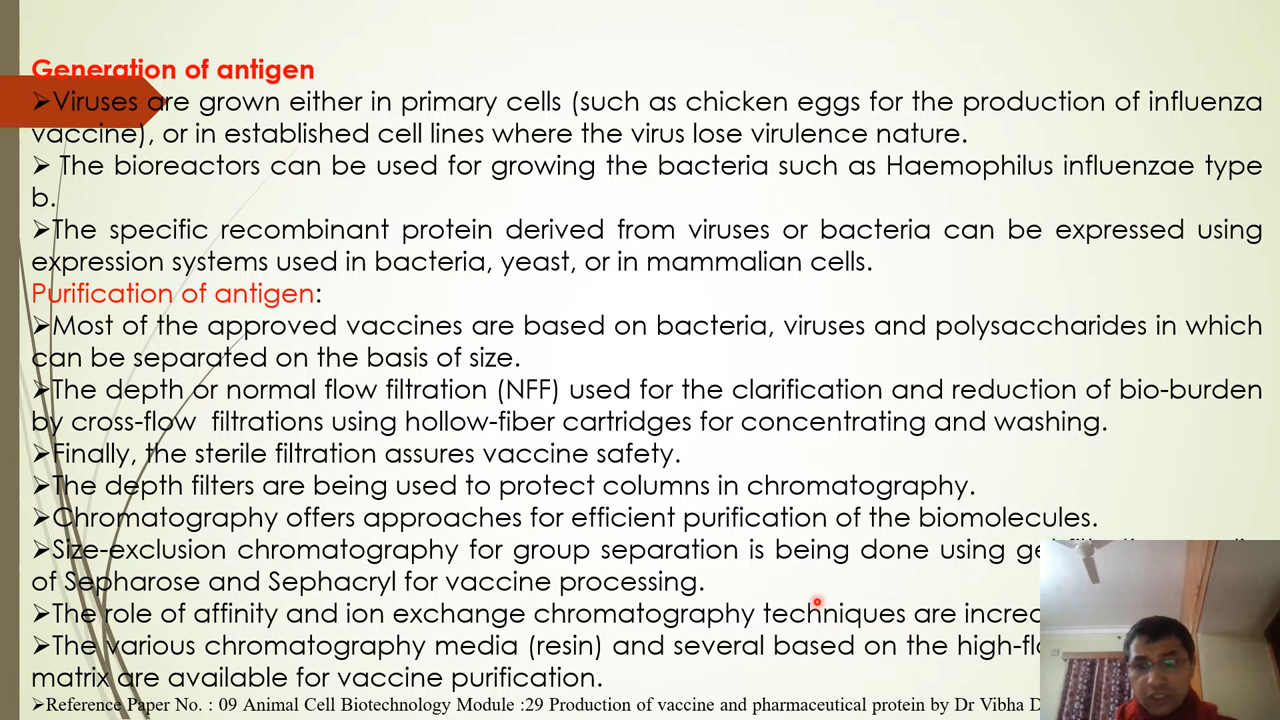 Generation of antigen
➢Viruses are grown either in primary cells (such as chicken eggs for the production of influenza
vaccine), or in established cell lines where the virus lose virulence nature.
➢ The bioreactors can be used for growing the bacteria such as Haemophilus influenzae type
b.
➢The specific recombinant protein derived from viruses or bacteria can be expressed using
expression systems used in bacteria, yeast, or in mammalian cells.
Purification of antigen:
➢Most of the approved vaccines are based on bacteria, viruses and polysaccharides in which
can be separated on the basis of size.
➢The depth or normal flow filtration (NFF) used for the clarification and reduction of bio-burden
by cross-flow filtrations using hollow-fiber cartridges for concentrating and washing.
➢Finally, the sterile filtration assures vaccine safety.
➢The depth filters are being used to protect columns in chromatography.
➢Chromatography offers approaches for efficient purification of the biomolecules.
➢Size-exclusion chromatography for group separation is being done using
of Sepharose and Sephacryl for vaccine processing.
➢The role of affinity and ion exchange chromatography techniques are
➢The various chromatography media (resin) and several based on the
matrix are available for vaccine purification.
➢Reference Paper No. : 09 Animal Cell Biotechnology Module :29 Production of vaccine and pharmaceutical protein by Dr Vibha